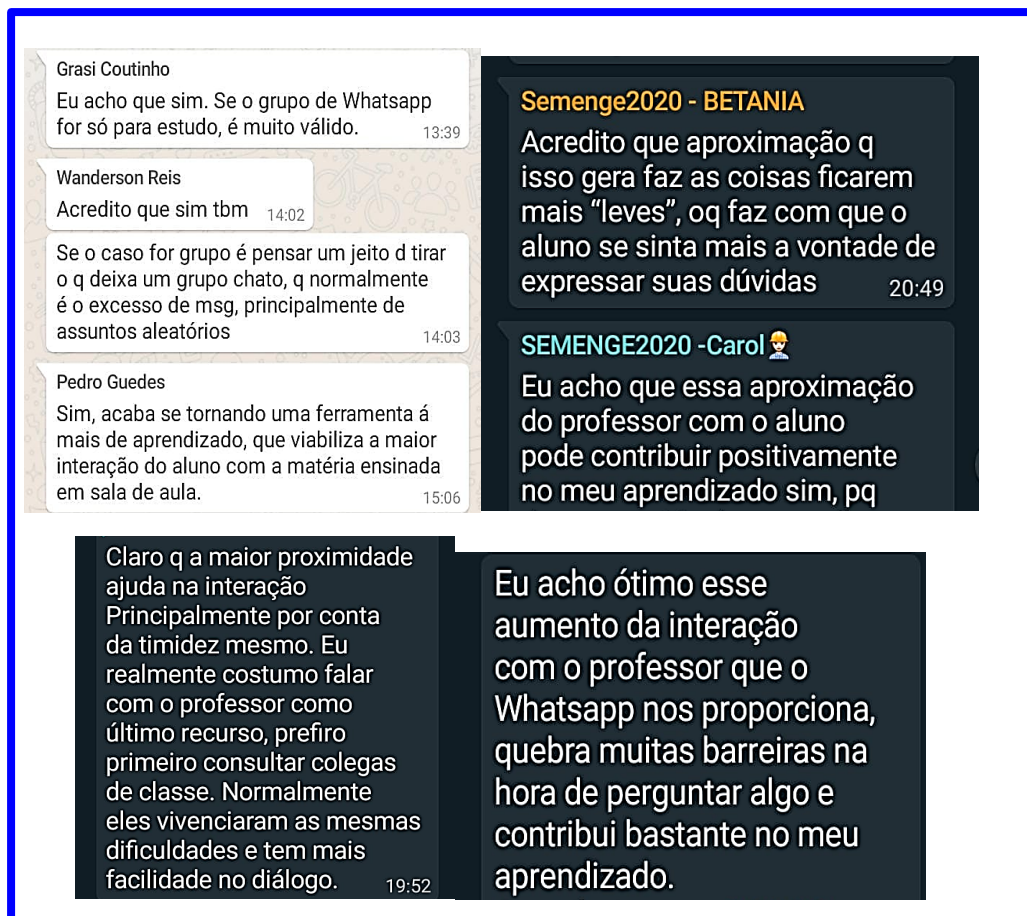 Grasi Coutinho
Eu acho que sim. Se o grupo de Whatsapp
for só para estudo, é muito válido.
13:39
Wanderson Reis
Acredito que sim tbm
14:02
Se o caso for grupo é pensar um jeito d tirar
o q deixa um grupo chato, q normalmente
é o excesso de msg, principalmente de
assuntos aleatórios
14:03
Pedro Guedes
Sim, acaba se tornando uma ferramenta á
mais de aprendizado, que viabiliza a maior
interação do aluno com a matéria ensinada
em sala de aula.
15:06
Semenge2020 - BETANIA
Acredito que aproximação q
isso gera faz as coisas ficarem
mais “leves”, oq faz com que o
aluno se sinta mais a vontade de
expressar suas dúvidas
20:49
SEMENGE2020 -Carol
Eu acho que essa aproximação
do professor com o aluno
pode contribuir positivamente
no meu aprendizado sim, pq
Claro q a maior proximidade
ajuda na interação
Principalmente por conta
da timidez mesmo. Eu
realmente costumo falar
com o professor como
último recurso, prefiro
primeiro consultar colegas
de classe. Normalmente
eles vivenciaram as mesmas
dificuldades e tem mais
facilidade no diálogo.
19:52
Eu acho ótimo esse
aumento da interação
com o professor que o
Whatsapp nos proporciona,
quebra muitas barreiras na
hora de perguntar algo e
contribui bastante no meu
aprendizado.